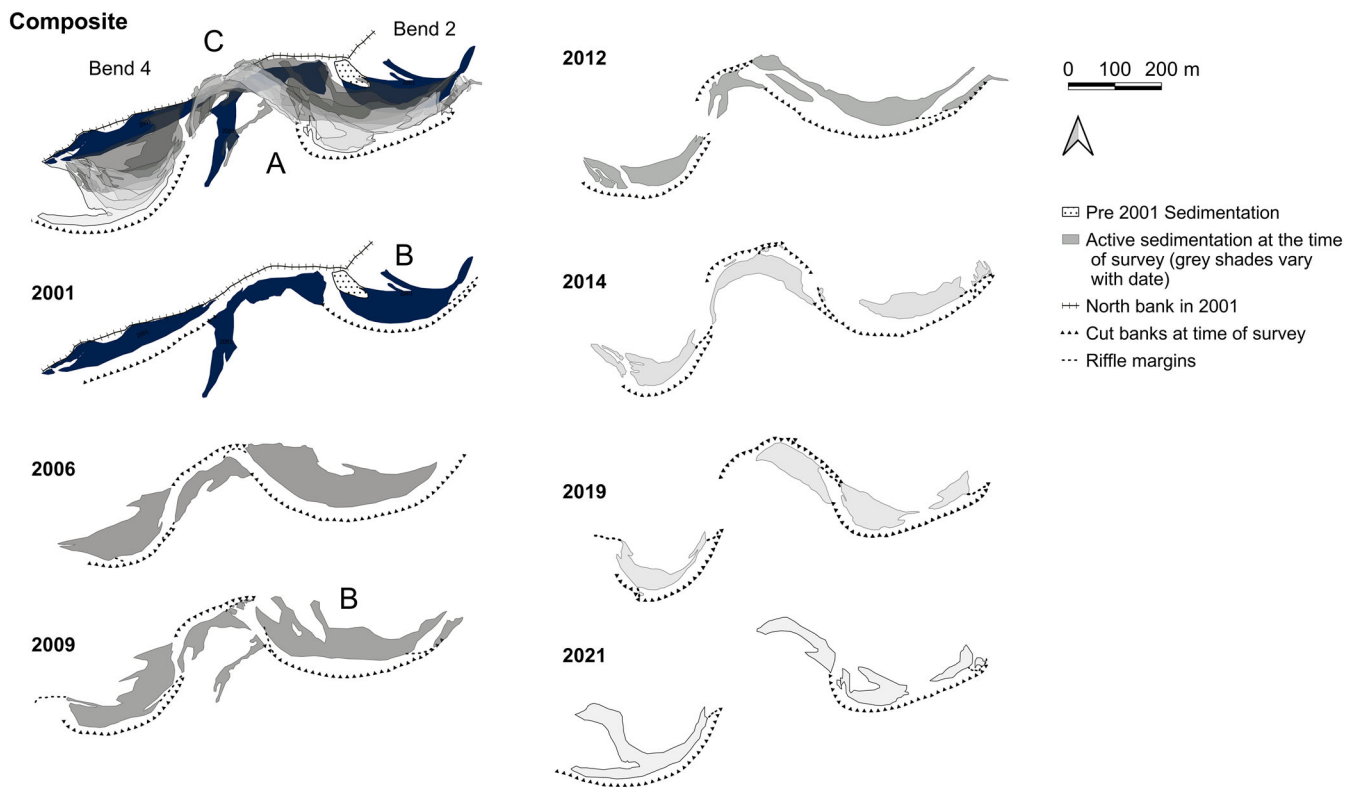 Composite
C
Bend 2
Bend 4
A
2001
B
2006
2009
B
2012
2014
2019
2021
0 100 200 m
Pre 2001 Sedimentation
Active sedimentation at the time
of survey (grey shades vary
with date)
North bank in 2001
Cut banks at time of survey
Riffle margins